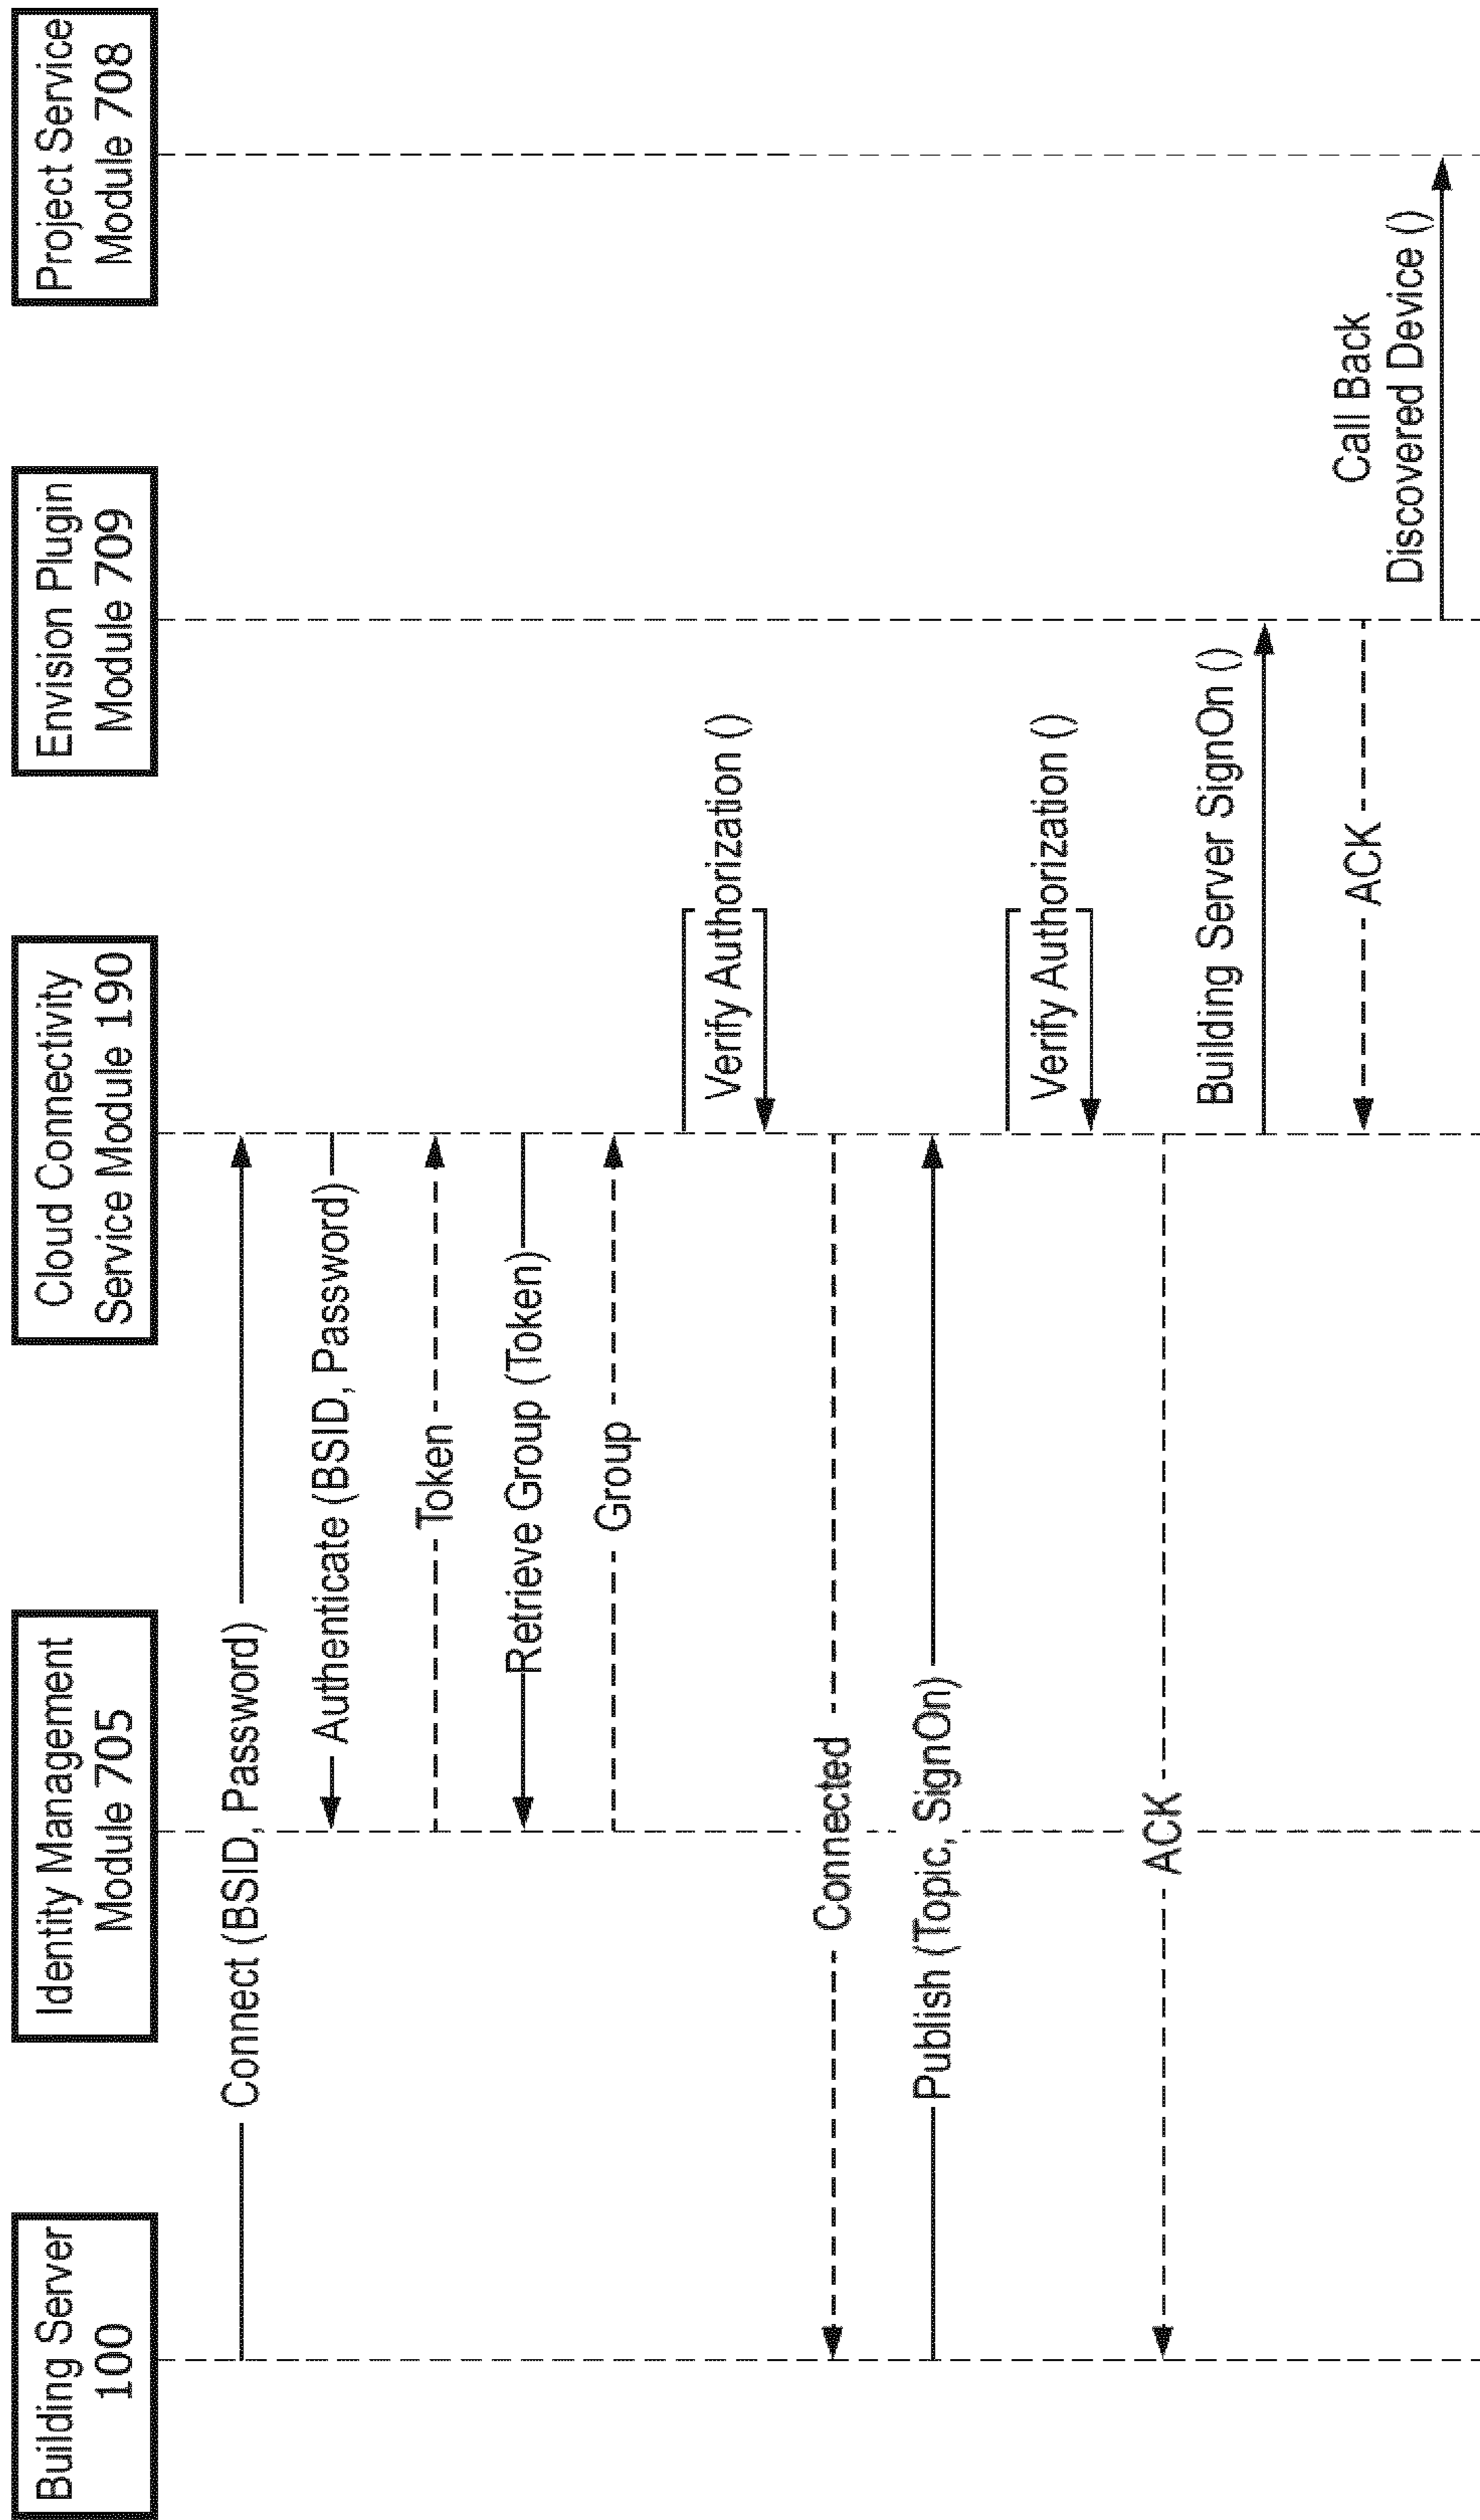 Building Server
100
Identity Management
Module 705
Cloud Connectivity
Service Module 190
Envision Plugin
Module 709
Project Service
Module 708
Connect (BSID, Password)
Authenticate (BSID, Password)
Token
Retrieve Group (Token)
Group
Verify Authorization ()
Connected
Publish (Topic, SignOn)
Verify Authorization ()
ACK
Building Server SignOn ()
ACK
Call Back
Discovered Device ()